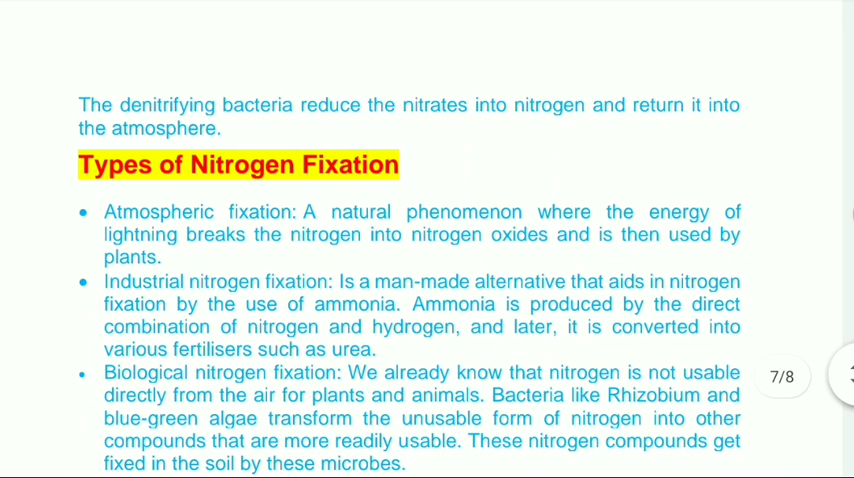 The denitrifying bacteria reduce the nitrates into nitrogen and return it into
the atmosphere.
Types of Nitrogen Fixation
• Atmospheric fixation: A natural phenomenon where the energy of
lightning breaks the nitrogen into nitrogen oxides and is then used by
plants.
• Industrial nitrogen fixation: Is a man-made alternative that aids in nitrogen
fixation by the use of ammonia. Ammonia is produced by the direct
combination of nitrogen and hydrogen, and later, it is converted into
various fertilisers such as urea.
• Biological nitrogen fixation: We already know that nitrogen is not usable
directly from the air for plants and animals. Bacteria like Rhizobium and
blue-green algae transform the unusable form of nitrogen into other
compounds that are more readily usable. These nitrogen compounds get
fixed in the soil by these microbes.
7/8